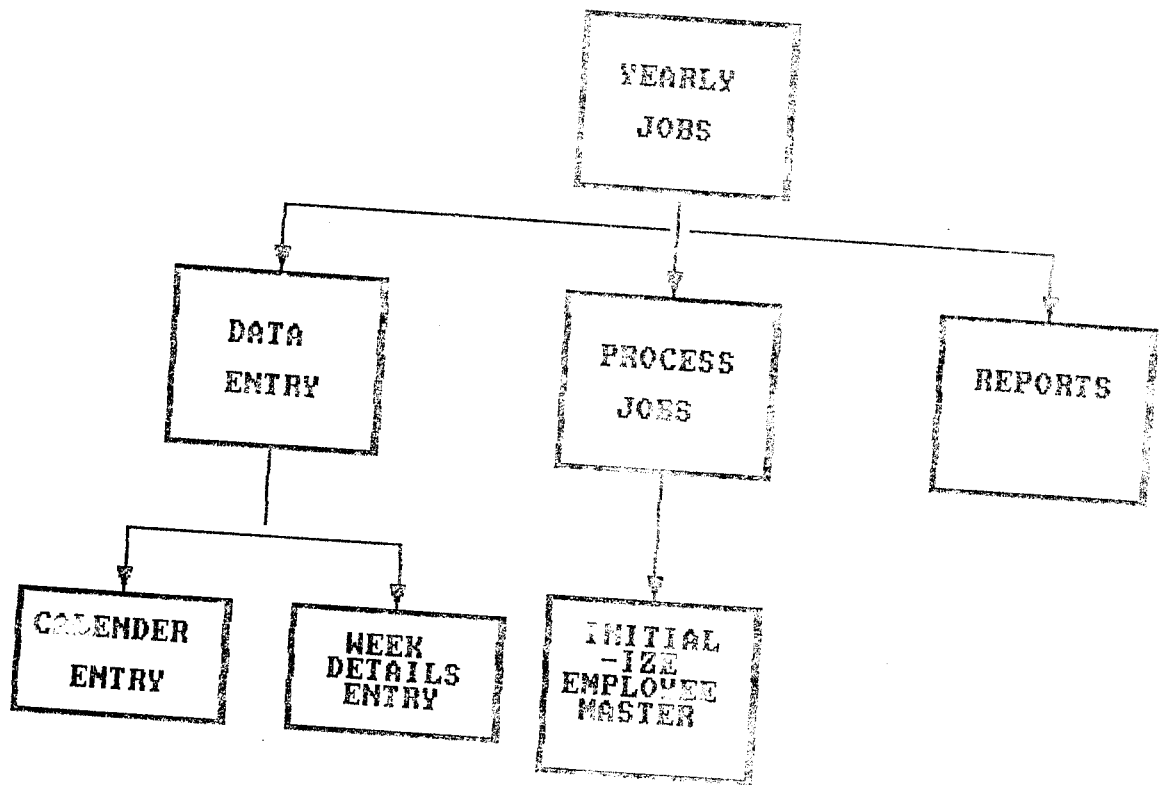 YEARLY
JOBS
DATA
ENTRY
PROCESS
JOBS
REPORTS
CALENDER
ENTRY
WEEK
DETAILS
ENTRY
INITIAL
-IZE
EMPLOYEE
MASTER